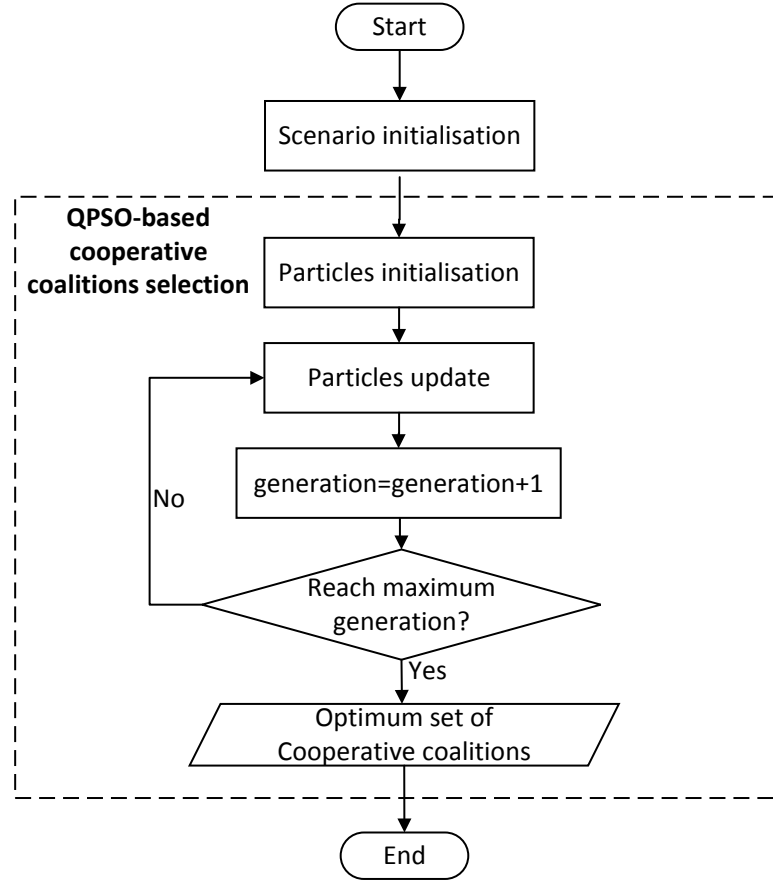 Start
Scenario initialisation
QPSO-based
cooperative
coalitions selection
Particles initialisation
Particles update
generation=generation+1
No
Reach maximum
generation?
Yes
Optimum set of
Cooperative coalitions
End